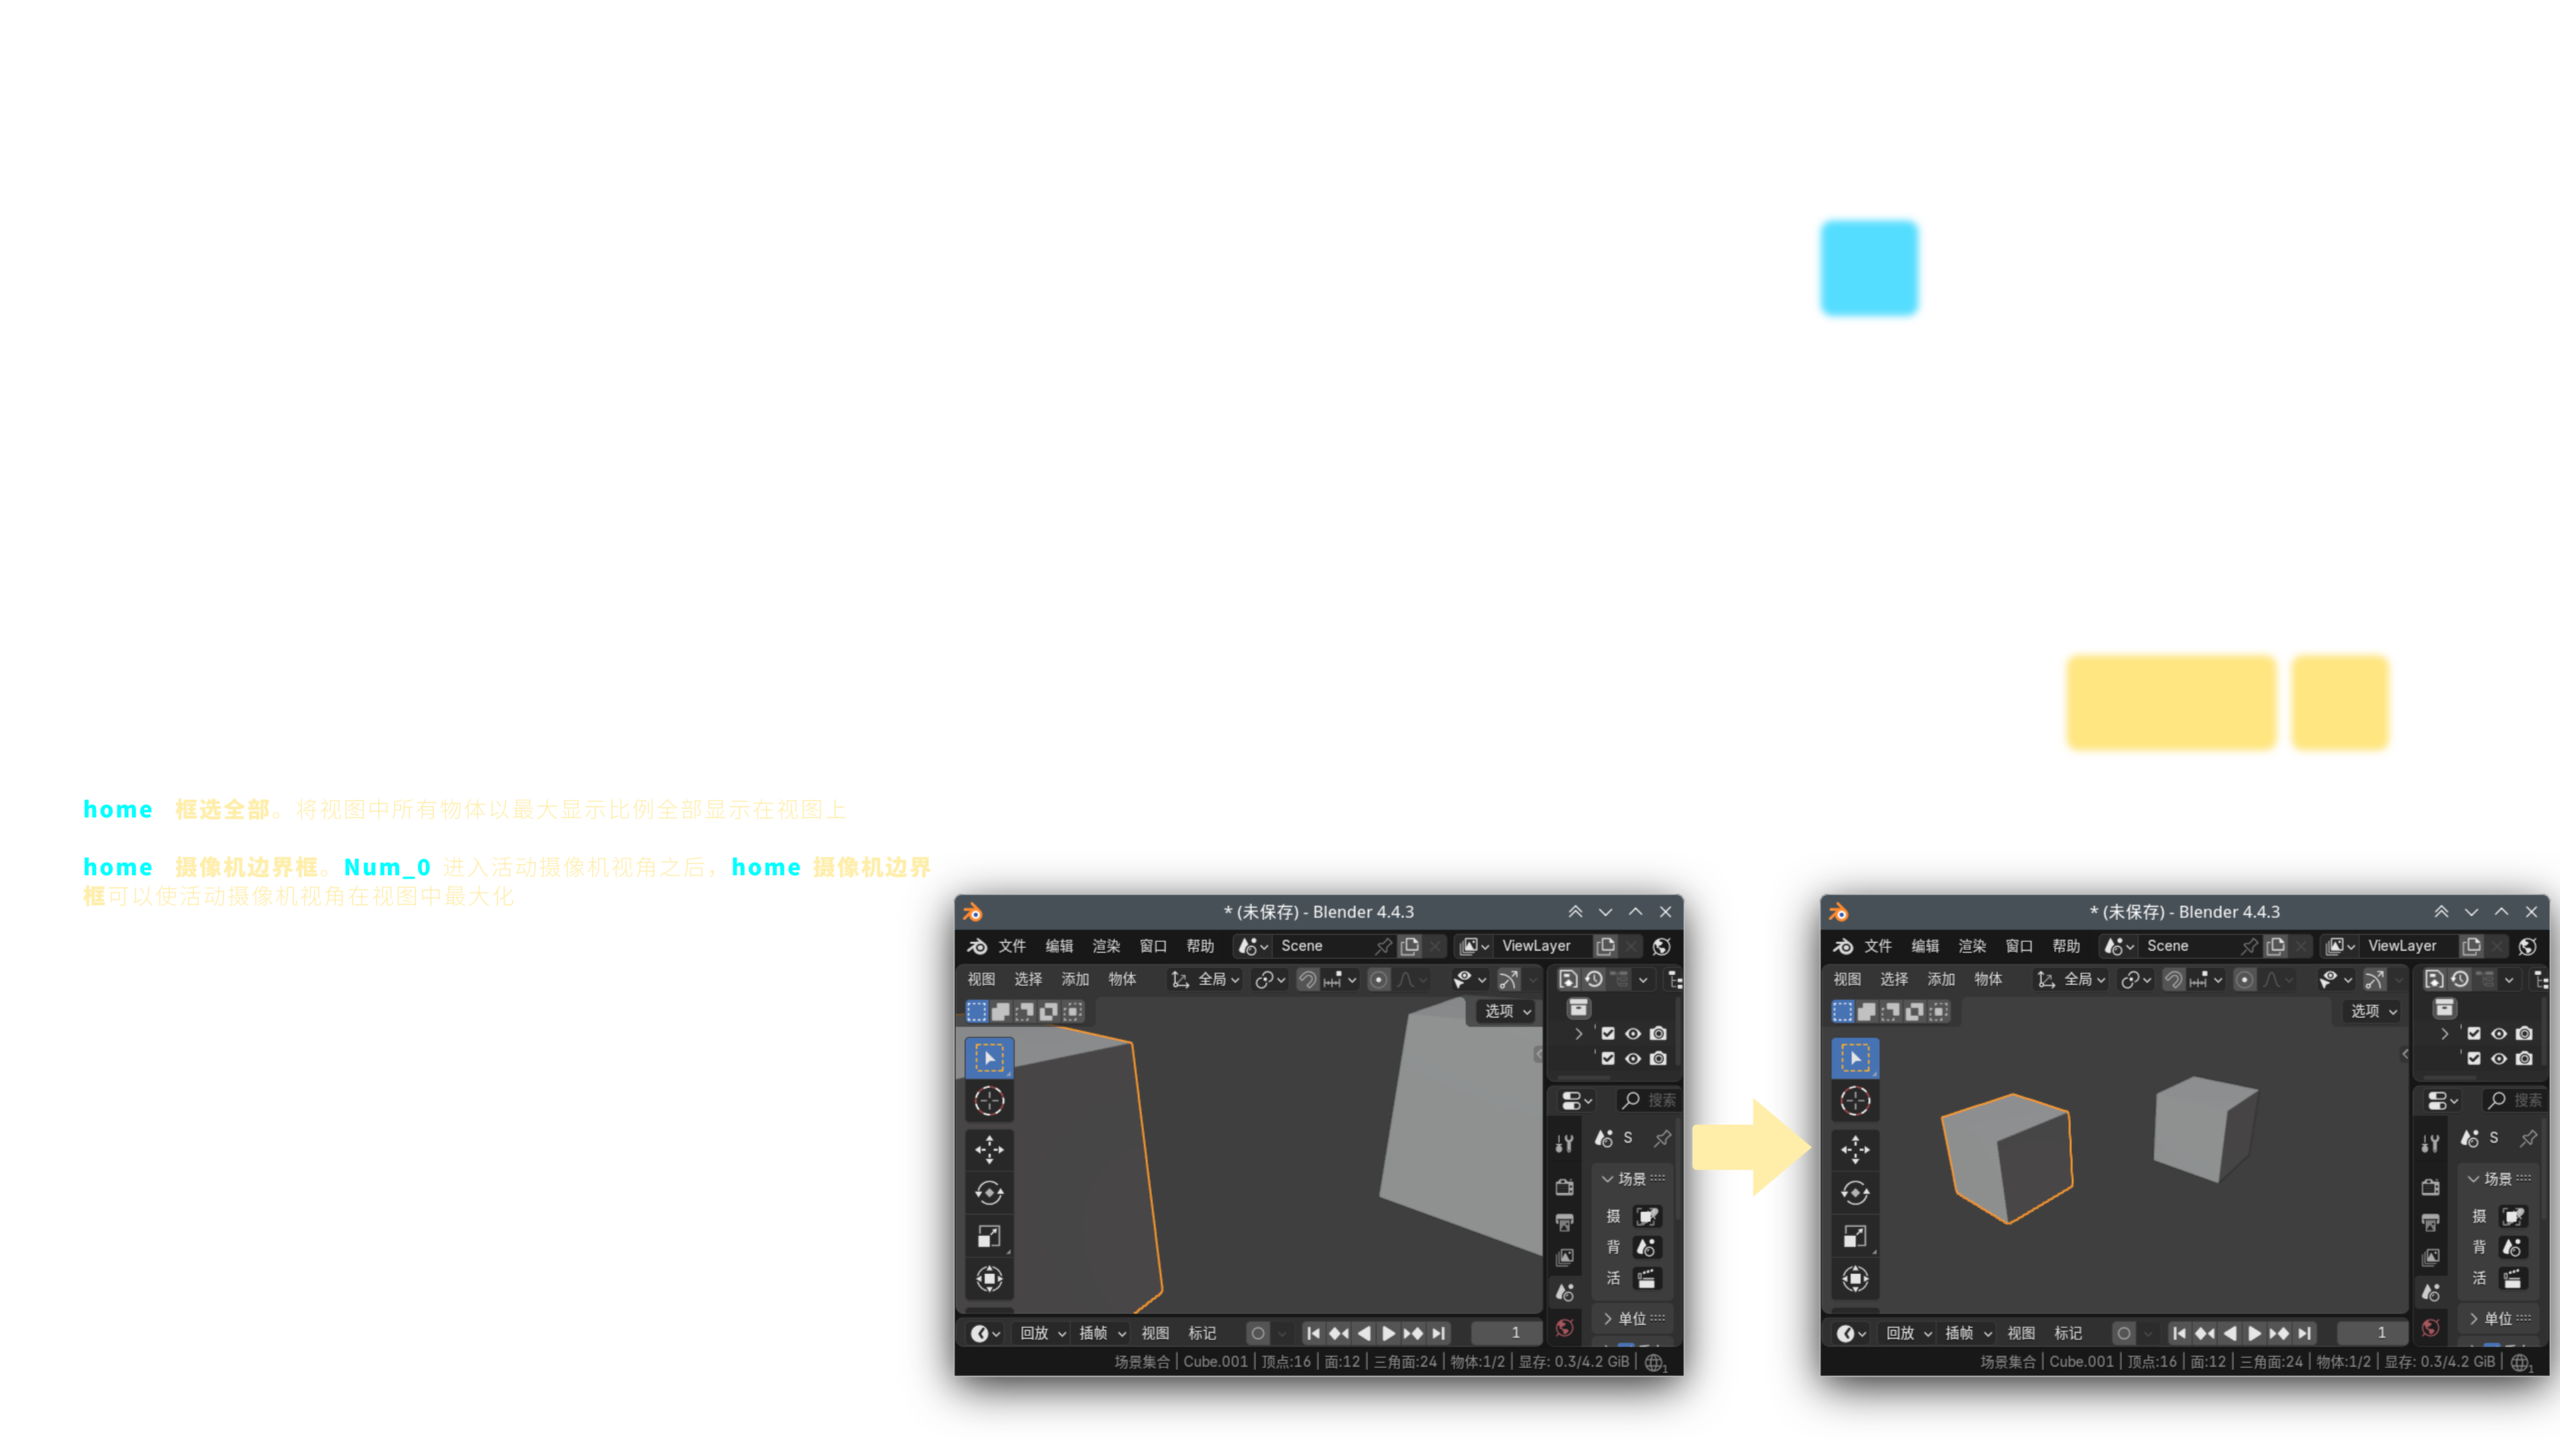 home 框选全部。将视图中所有物体以最大显示比例全部显示在视图上
home 摄像机边界框。Num_0 进入活动摄像机视角之后，home 摄像机边界
框可以使活动摄像机视角在视图中最大化
* (未保存) - Blender 4.4.3
文件 编辑 渲染 窗口 帮助 Scene ViewLayer
视图 选择 添加 物体 全局
选项
搜索
S
场景
摄
背
活
单位
回放 插帧 视图 标记 1
场景集合 | Cube.001 | 顶点:16 | 面:12 | 三角面:24 | 物体:1/2 | 显存: 0.3/4.2 GiB | 1
* (未保存) - Blender 4.4.3
文件 编辑 渲染 窗口 帮助 Scene ViewLayer
视图 选择 添加 物体 全局
选项
搜索
S
场景
摄
背
活
单位
回放 插帧 视图 标记 1
场景集合 | Cube.001 | 顶点:16 | 面:12 | 三角面:24 | 物体:1/2 | 显存: 0.3/4.2 GiB | 1